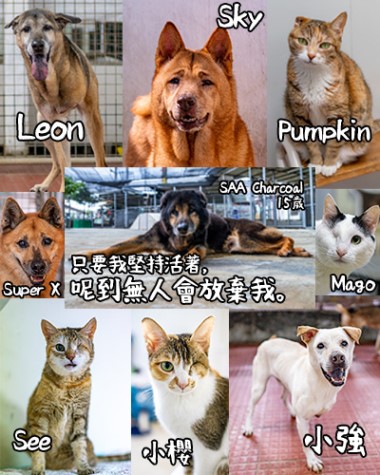 Sky
Leon
Pumpkin
SAA Charcoal
15歲
只要我堅持活著,
呢到無人會放棄我。
Super X
Mago
See
小櫻
小強